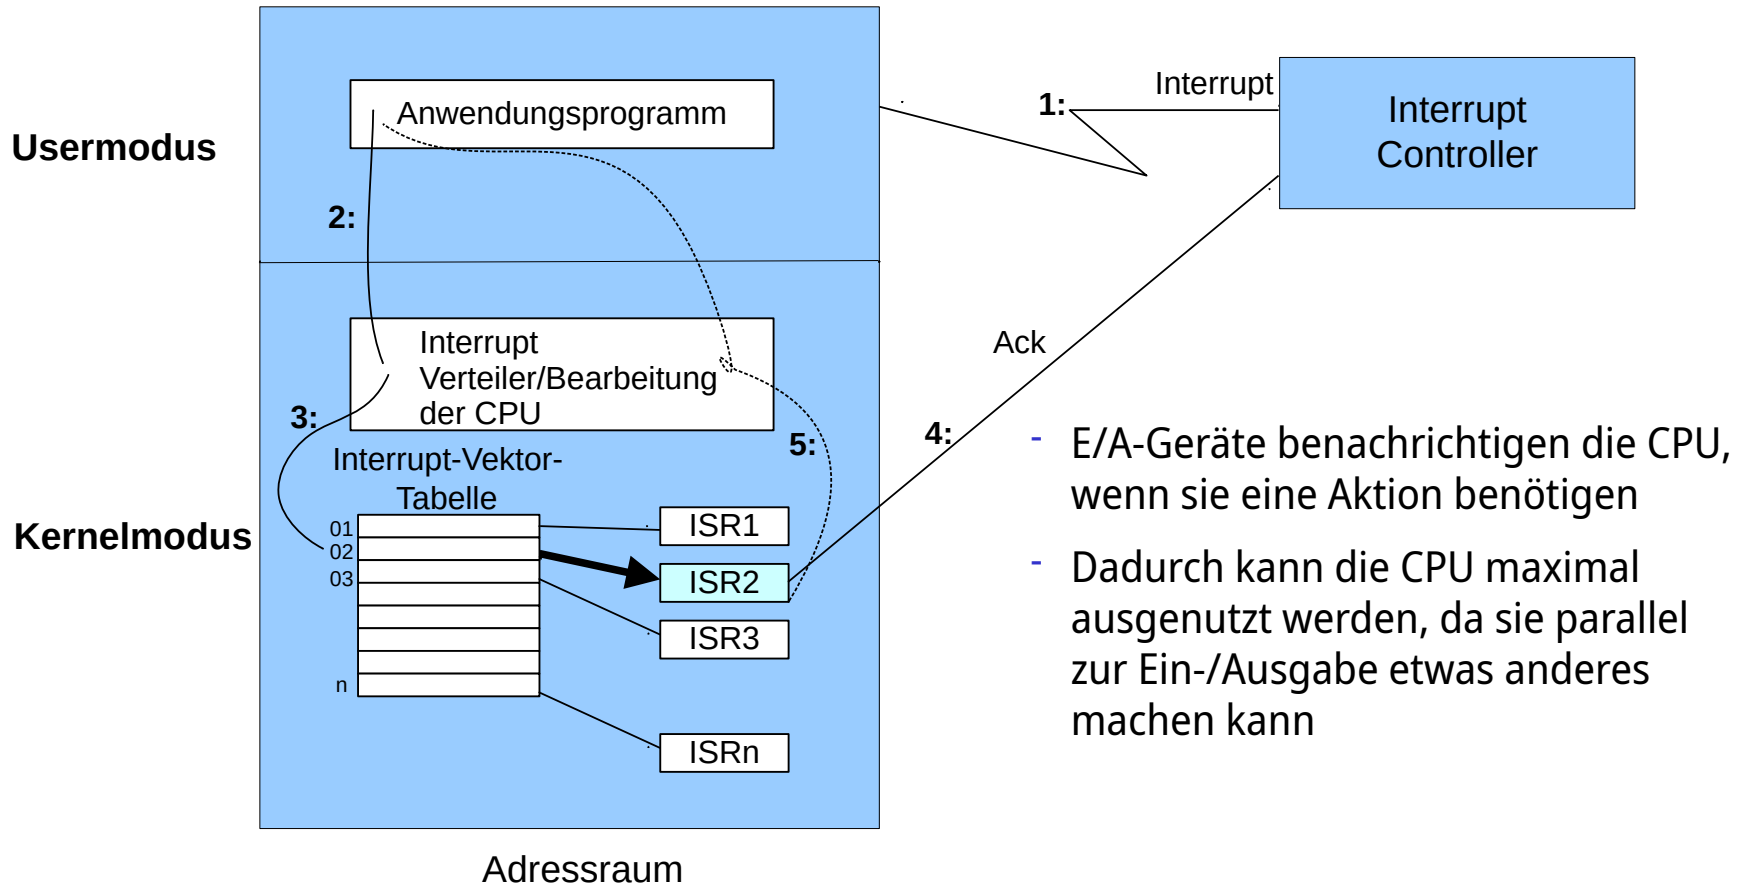 Usermodus
Anwendungsprogramm
1:
Interrupt
Interrupt
Controller
2:
Interrupt
Verteiler/Bearbeitung
der CPU
3:
Ack
4:
5:
Interrupt-Vektor-
Tabelle
Kernelmodus
01
02
03
n
ISR1
ISR2
ISR3
ISRn
- E/A-Geräte benachrichtigen die CPU,
wenn sie eine Aktion benötigen
- Dadurch kann die CPU maximal
ausgenutzt werden, da sie parallel
zur Ein-/Ausgabe etwas anderes
machen kann
Adressraum